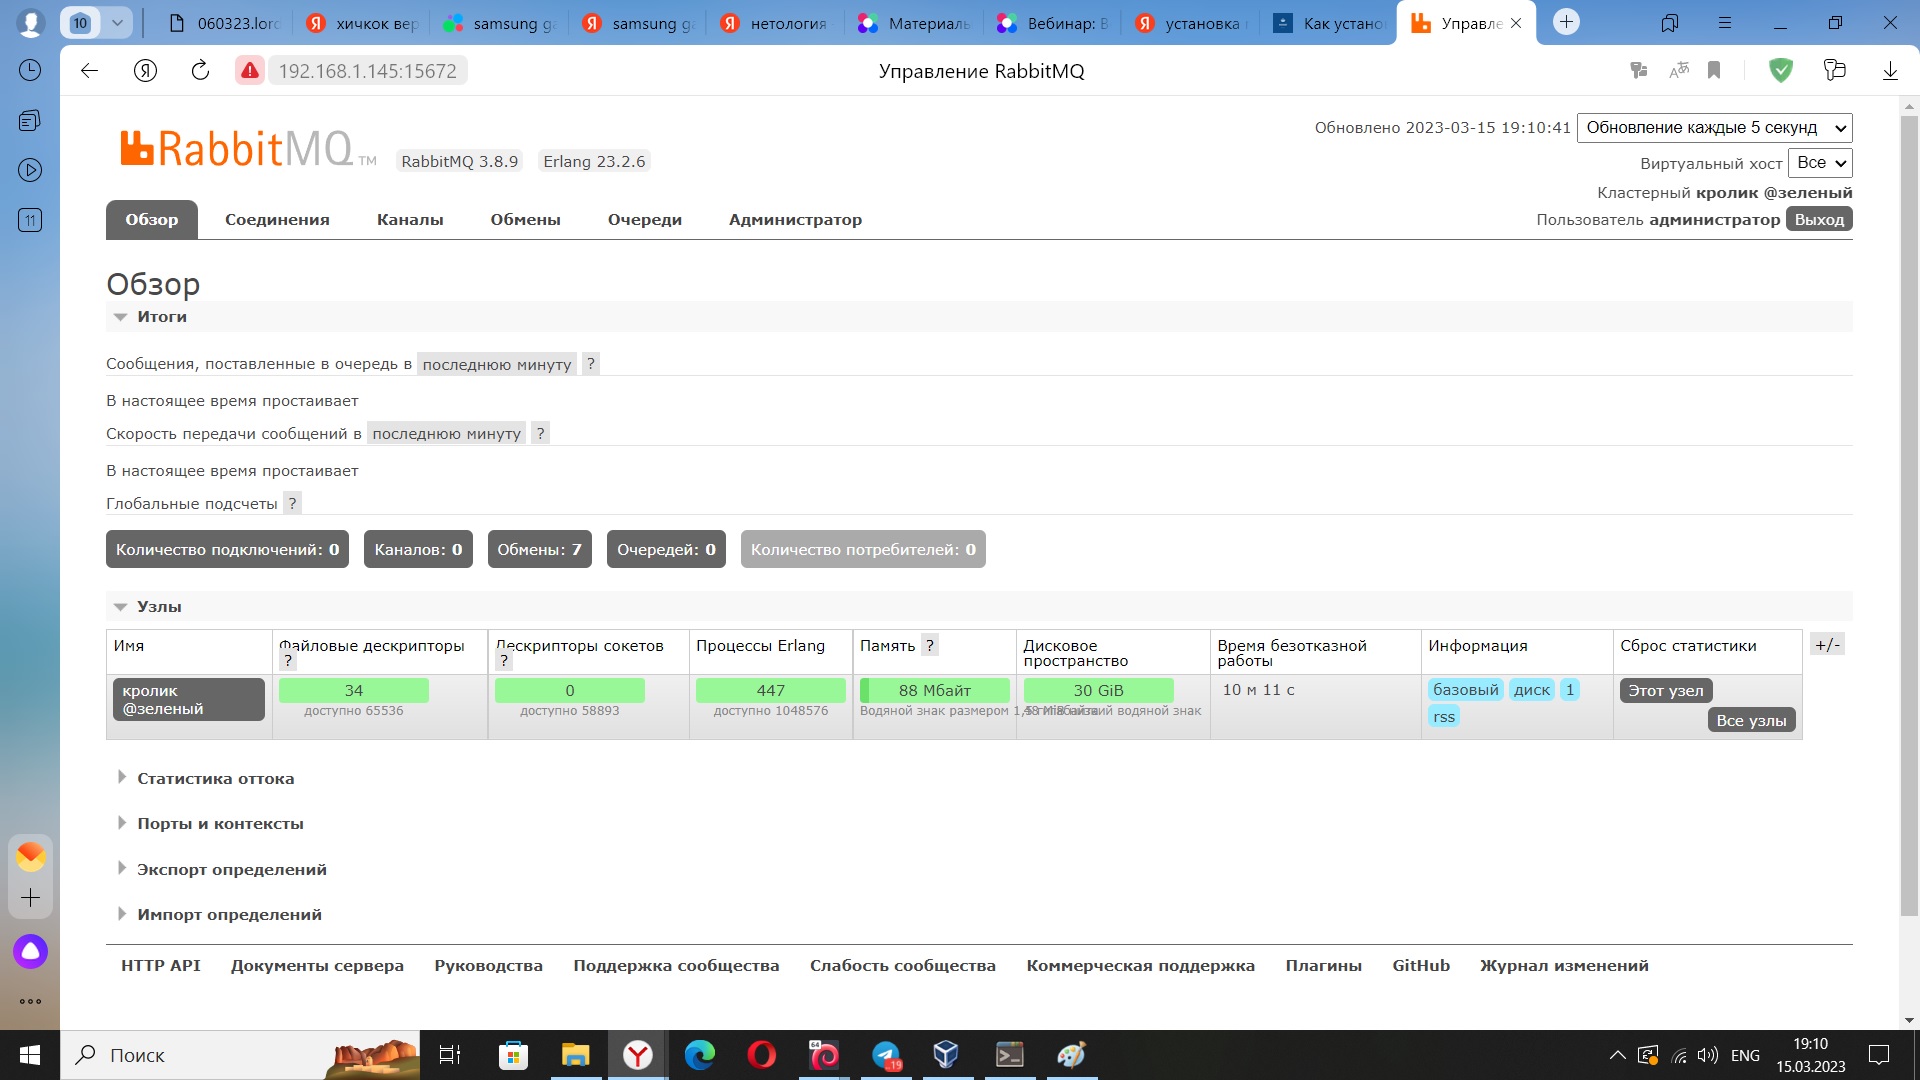 10
060323.lord
хичкок вер
samsung ga
samsung ga
нетология -
Материаль
Вебинар: В
установка
Как устано
Управле
192.168.1.145:15672
Управление RabbitMQ
11
RabbitMQ TM
RabbitMQ 3.8.9
Erlang 23.2.6
Обновлено 2023-03-15 19:10:41
Обновление каждые 5 секунд
Виртуальный хост
Все
Кластерный кролик @зеленый
Пользователь администратор
Выход
Обзор
Соединения
Каналы
Обмены
Очереди
Администратор
Обзор
Итоги
Сообщения, поставленные в очередь в последнюю минуту ?
В настоящее время простаивает
Скорость передачи сообщений в последнюю минуту ?
В настоящее время простаивает
Глобальные подсчеты ?
Количество подключений: 0
Каналов: 0
Обмены: 7
Очередей: 0
Количество потребителей: 0
Узлы
Имя
Файловые дескрипторы ?
Дескрипторы сокетов ?
Процессы Erlang
Память ?
Дисковое пространство
Время безотказной работы
Информация
Сброс статистики
+/-
кролик @зеленый
34
доступно 65536
0
доступно 58893
447
доступно 1048576
88 Мбайт
Водяной знак размером 1,5
30 GiB
низкий водяной знак
10 м 11 с
базовый
диск
1
rss
Этот узел
Все узлы
Статистика оттока
Порты и контексты
Экспорт определений
Импорт определений
HTTP API
Документы сервера
Руководства
Поддержка сообщества
Слабость сообщества
Коммерческая поддержка
Плагины
GitHub
Журнал изменений
Поиск
64
19
ENG
19:10
15.03.2023